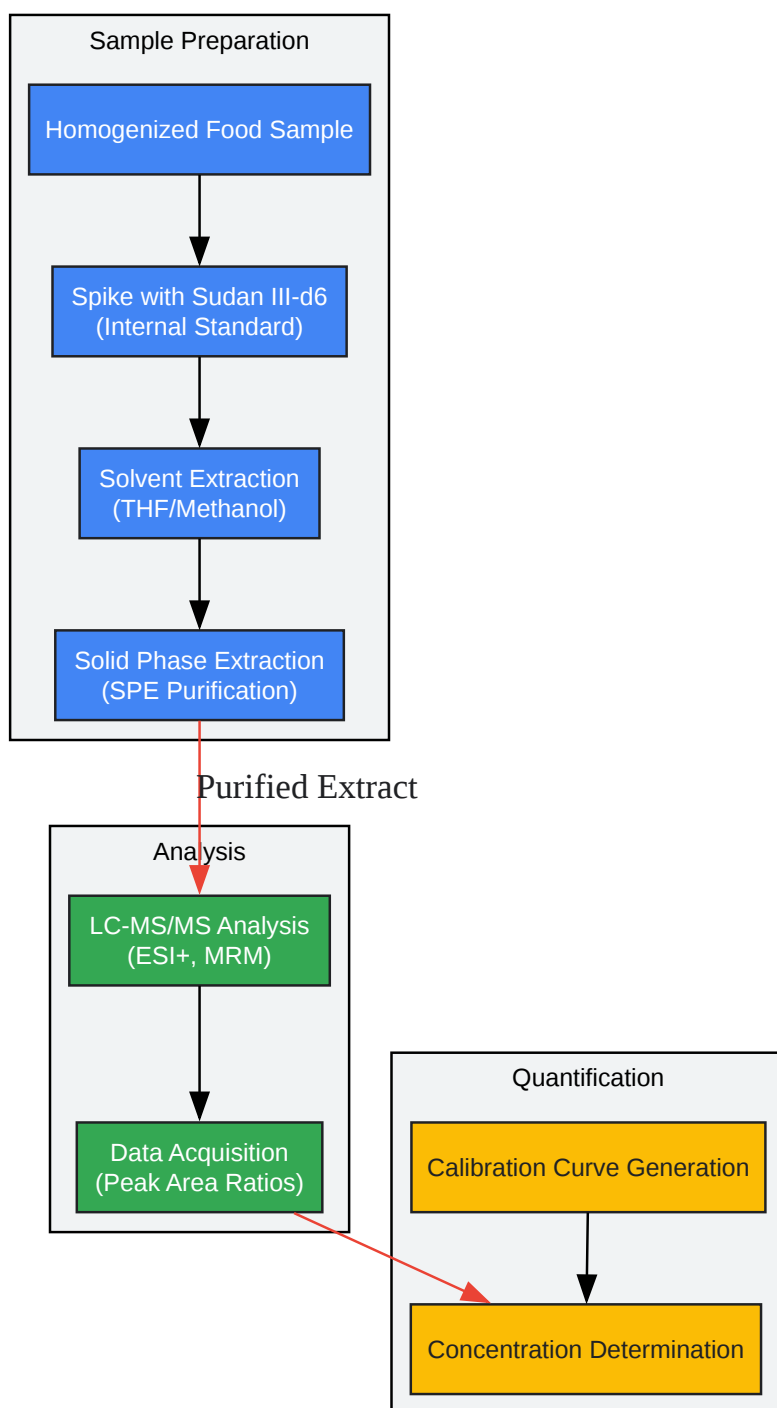 Sample Preparation
Homogenized Food Sample
Spike with Sudan III-d6
(Internal Standard)
Solvent Extraction
(THF/Methanol)
Solid Phase Extraction
(SPE Purification)
Purified Extract
Analysis
LC-MS/MS Analysis
(ESI+, MRM)
Data Acquisition
(Peak Area Ratios)
Quantification
Calibration Curve Generation
Concentration Determination